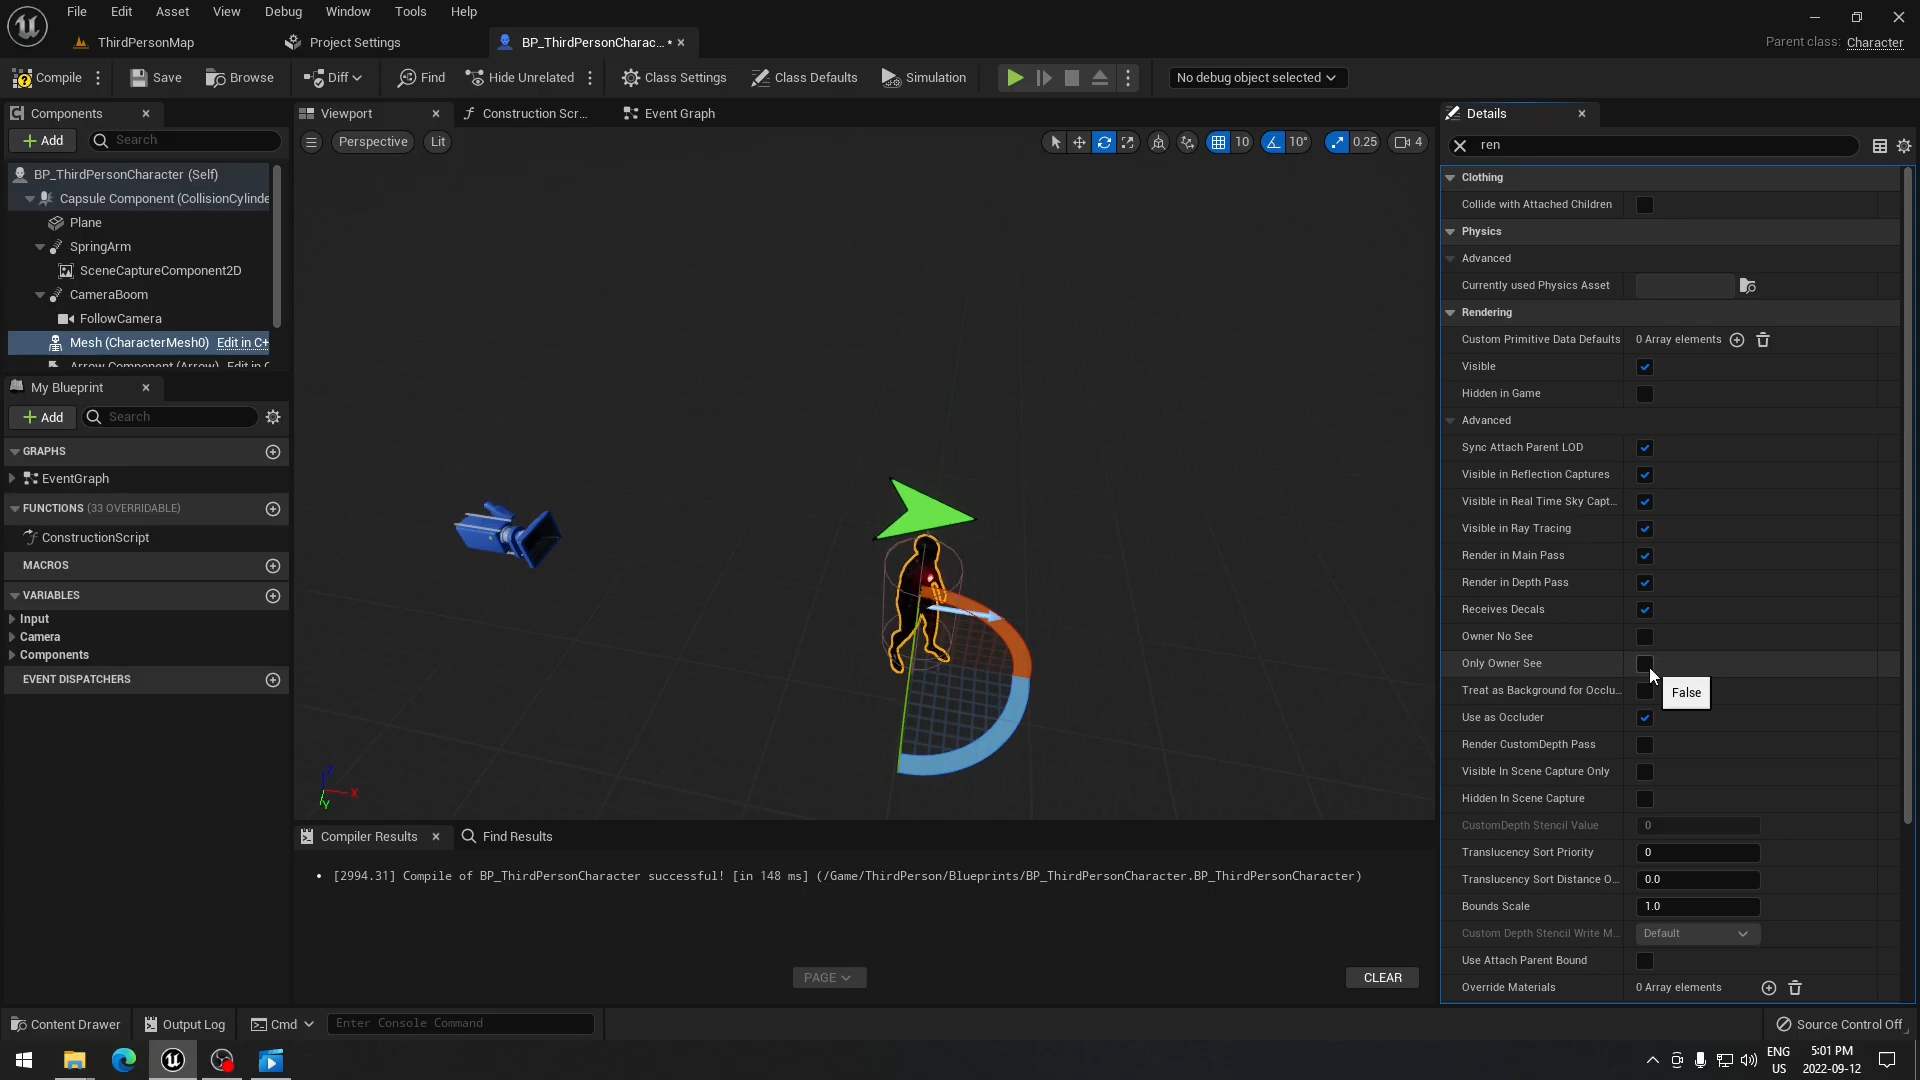 File Edit Asset View Debug Window Tools Help
ThirdPersonMap
Project Settings
BP_ThirdPersonCharac... •
Parent class: Character
Compile
Save
Browse
Diff
Find
Hide Unrelated
Class Settings
Class Defaults
Simulation
No debug object selected
Components
Add
Search
BP_ThirdPersonCharacter (Self)
Capsule Component (CollisionCylinde
Plane
SpringArm
SceneCaptureComponent2D
CameraBoom
FollowCamera
Mesh (CharacterMesh0) Edit in C+
Arrow Component (Arrow) Edit in C
My Blueprint
Add
Search
GRAPHS
EventGraph
FUNCTIONS (33 OVERRIDABLE)
ConstructionScript
MACROS
VARIABLES
Input
Camera
Components
EVENT DISPATCHERS
Viewport
Construction Scr...
Event Graph
Perspective
Lit
10
10°
0.25
4
Z
X
Y
Compiler Results
Find Results
• [2994.31] Compile of BP_ThirdPersonCharacter successful! [in 148 ms] (/Game/ThirdPerson/Blueprints/BP_ThirdPersonCharacter.BP_ThirdPersonCharacter)
PAGE
CLEAR
Details
ren
Clothing
Collide with Attached Children
Physics
Advanced
Currently used Physics Asset
Rendering
Custom Primitive Data Defaults 0 Array elements
Visible
Hidden in Game
Advanced
Sync Attach Parent LOD
Visible in Reflection Captures
Visible in Real Time Sky Capt...
Visible in Ray Tracing
Render in Main Pass
Render in Depth Pass
Receives Decals
Owner No See
Only Owner See
False
Treat as Background for Occlu...
Use as Occluder
Render CustomDepth Pass
Visible In Scene Capture Only
Hidden In Scene Capture
CustomDepth Stencil Value 0
Translucency Sort Priority 0
Translucency Sort Distance O... 0.0
Bounds Scale 1.0
Custom Depth Stencil Write M... Default
Use Attach Parent Bound
Override Materials 0 Array elements
Content Drawer
Output Log
Cmd
Enter Console Command
Source Control Off
ENG
US
5:01 PM
2022-09-12